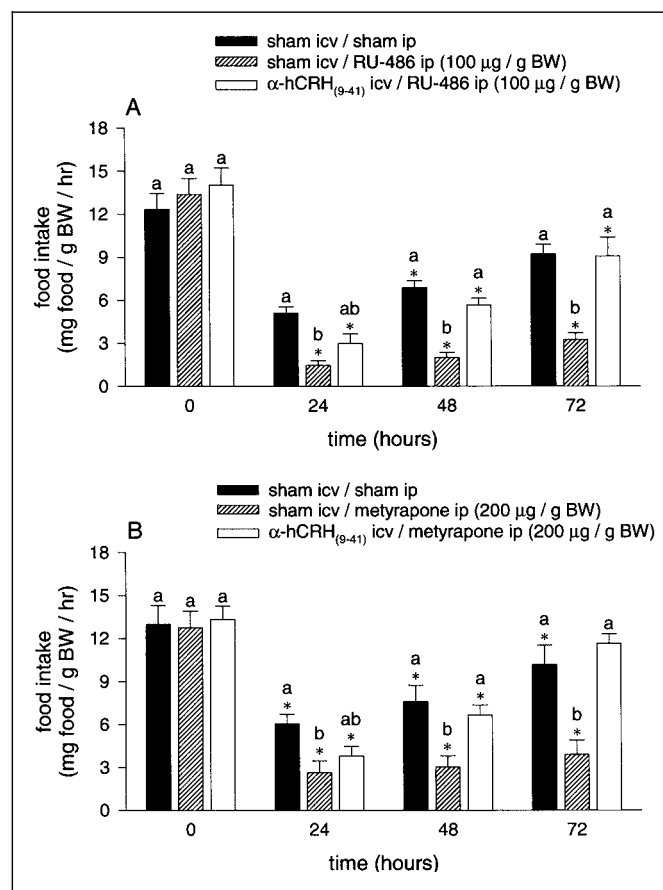 sham icv / sham ip
sham icv / RU-486 ip (100 μg / g BW)
α-hCRH(9-41) icv / RU-486 ip (100 μg / g BW)
A
18
15
12
9
6
3
0
food intake
(mg food / g BW / hr)
a a a
a b * ab *
a * b * a *
a b * a *
0 24 48 72
time (hours)
sham icv / sham ip
sham icv / metyrapone ip (200 μg / g BW)
α-hCRH(9-41) icv / metyrapone ip (200 μg / g BW)
B
18
15
12
9
6
3
0
food intake
(mg food / g BW / hr)
a a a
a * b * ab *
a * b * a *
a * b * a
0 24 48 72
time (hours)